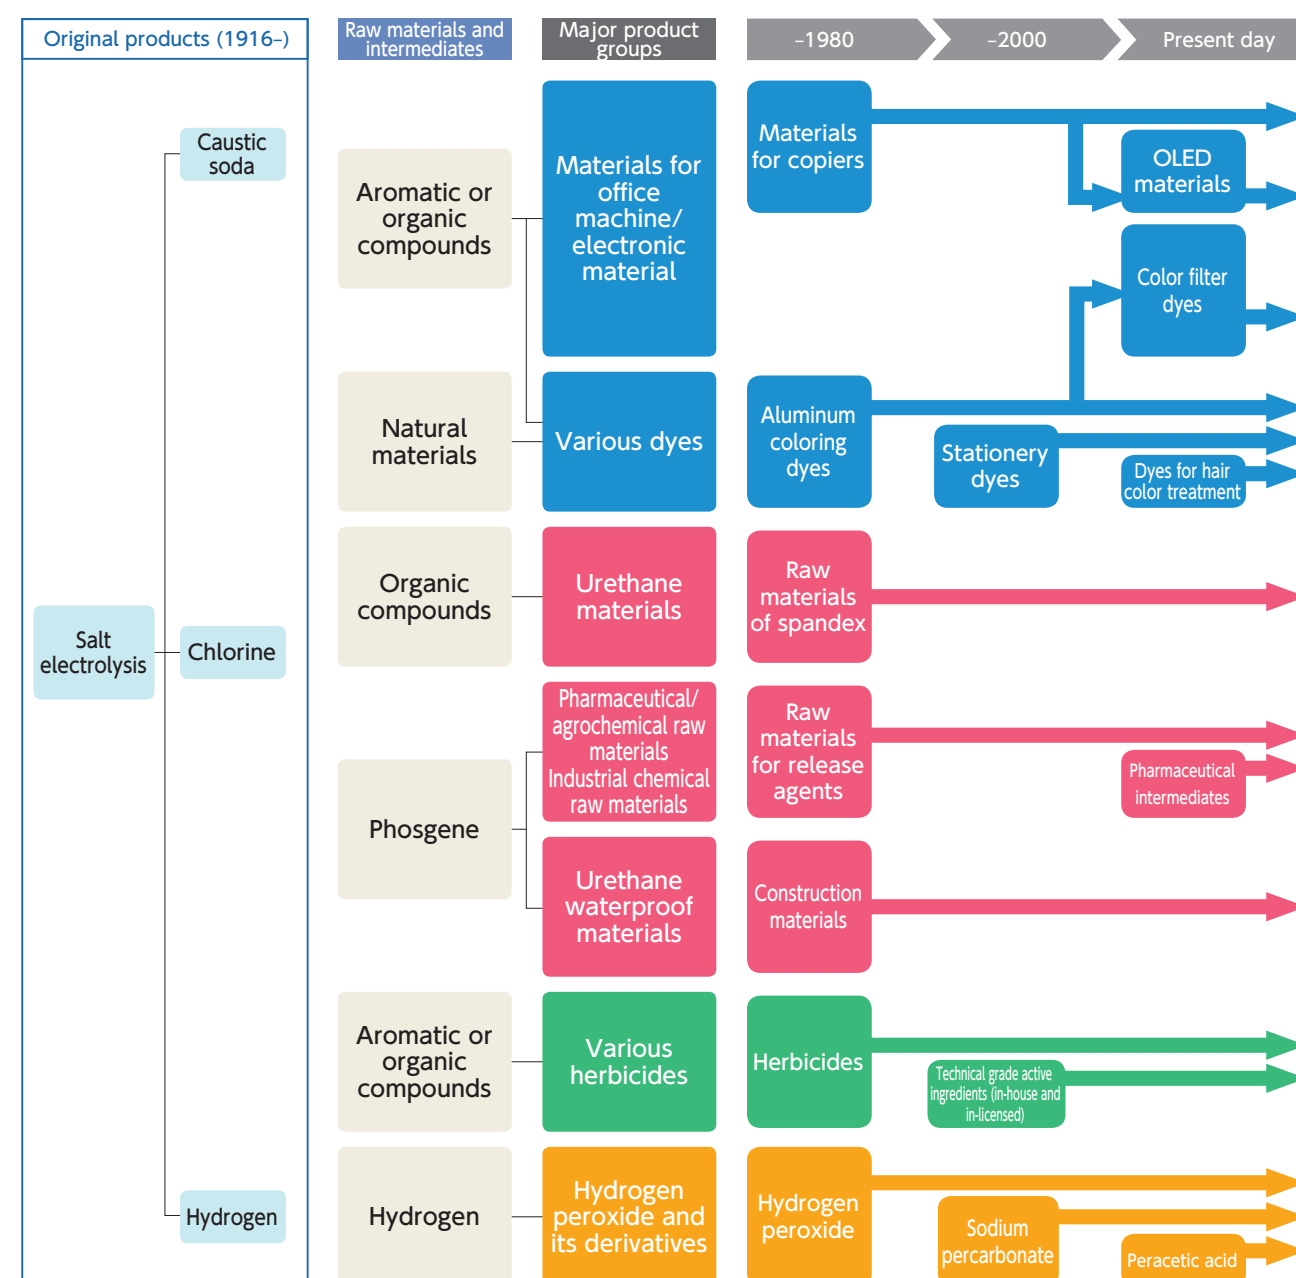 Original products (1916–)
Raw materials and
intermediates
Major product
groups
–1980
–2000
Present day
Salt
electrolysis
Caustic
soda
Chlorine
Hydrogen
Aromatic or
organic
compounds
Natural
materials
Organic
compounds
Phosgene
Aromatic or
organic
compounds
Hydrogen
Materials for
office
machine/
electronic
material
Various dyes
Urethane
materials
Pharmaceutical/
agrochemical raw
materials
Industrial chemical
raw materials
Urethane
waterproof
materials
Various
herbicides
Hydrogen
peroxide and
its derivatives
Materials
for copiers
OLED
materials
Color filter
dyes
Aluminum
coloring
dyes
Stationery
dyes
Dyes for hair
color treatment
Raw
materials
of spandex
Raw
materials
for release
agents
Pharmaceutical
intermediates
Construction
materials
Herbicides
Technical grade active
ingredients (in-house and
in-licensed)
Hydrogen
peroxide
Sodium
percarbonate
Peracetic acid